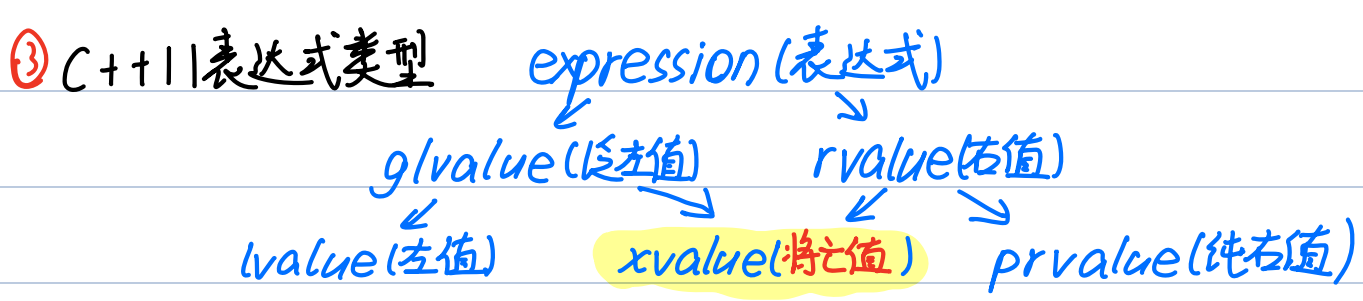 ③ C++11表达式类型 expression(表达式)
glvalue(泛左值) rvalue(右值)
lvalue(左值) xvalue(将亡值) prvalue(纯右值)